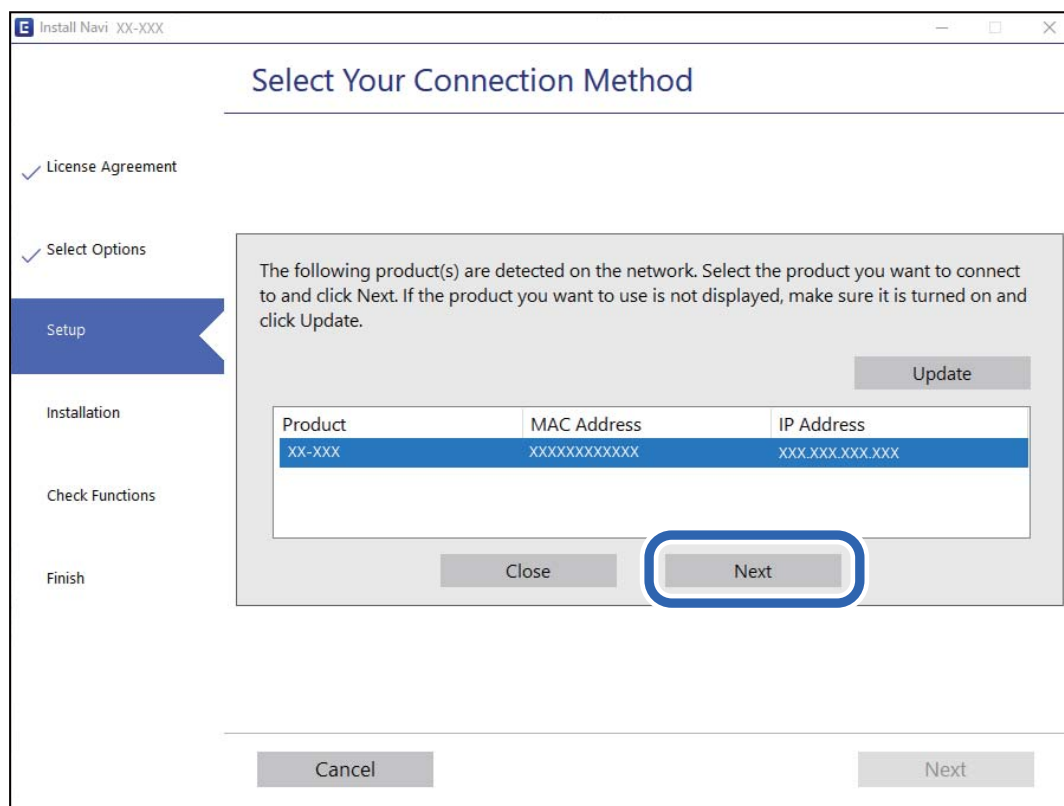 E Install Navi XX-XXX
Select Your Connection Method
License Agreement
Select Options
Setup
Installation
Check Functions
Finish
The following product(s) are detected on the network. Select the product you want to connect
to and click Next. If the product you want to use is not displayed, make sure it is turned on and
click Update.
Update
Product MAC Address IP Address
XX-XXX XXXXXXXXXXXX XXX.XXX.XXX.XXX
Close Next
Cancel Next